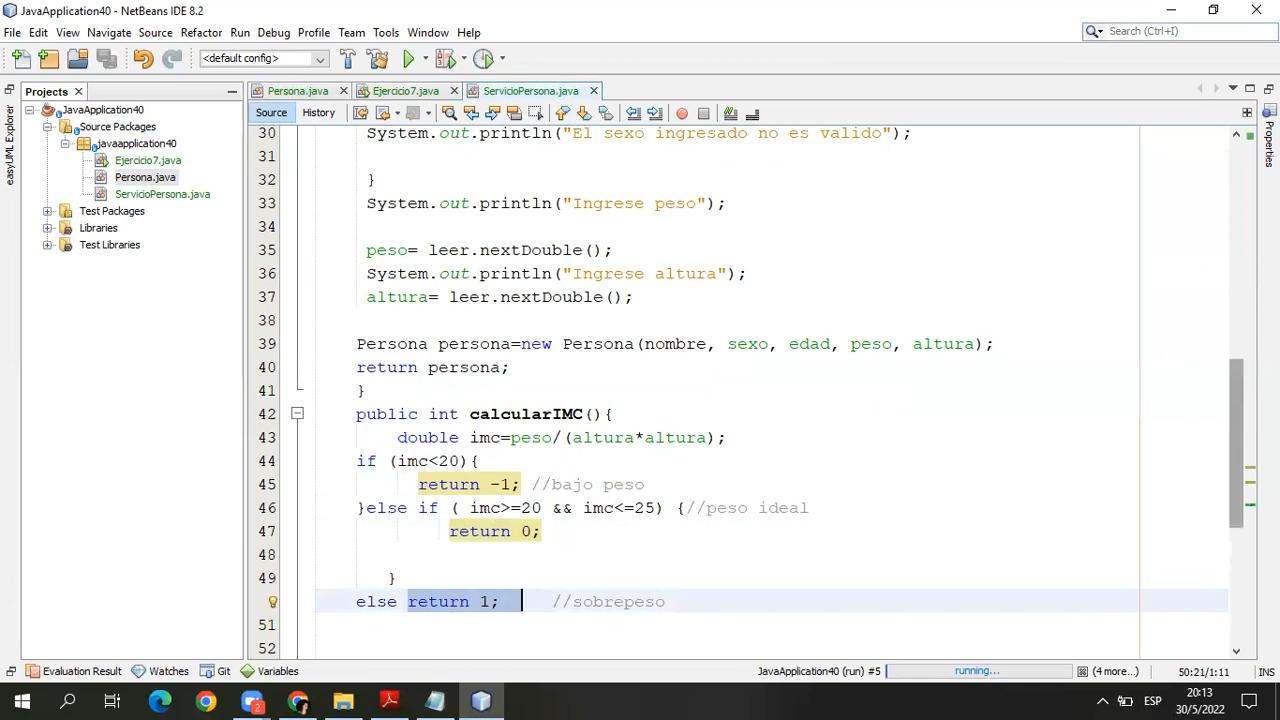 JavaApplication40 - NetBeans IDE 8.2
File Edit View Navigate Source Refactor Run Debug Profile Team Tools Window Help
Search (Ctrl+I)
<default config>
Projects
Persona.java Ejercicio7.java ServicioPersona.java
easyUML Explorer
Properties
JavaApplication40
Source Packages
javaapplication40
Ejercicio7.java
Persona.java
ServicioPersona.java
Test Packages
Libraries
Test Libraries
Source History
30 System.out.println("El sexo ingresado no es valido");
31
32 }
33 System.out.println("Ingrese peso");
34
35 peso= leer.nextDouble();
36 System.out.println("Ingrese altura");
37 altura= leer.nextDouble();
38
39 Persona persona=new Persona(nombre, sexo, edad, peso, altura);
40 return persona;
41 }
42 public int calcularIMC(){
43 double imc=peso/(altura*altura);
44 if (imc<20){
45 return -1; //bajo peso
46 }else if ( imc>=20 && imc<=25) {//peso ideal
47 return 0;
48
49 }
else return 1; //sobrepeso
51
52
Evaluation Result Watches Git Variables
JavaApplication40 (run) #5 running... (4 more...) 50:21/1:11 INS
2
ESP
20:13
30/5/2022